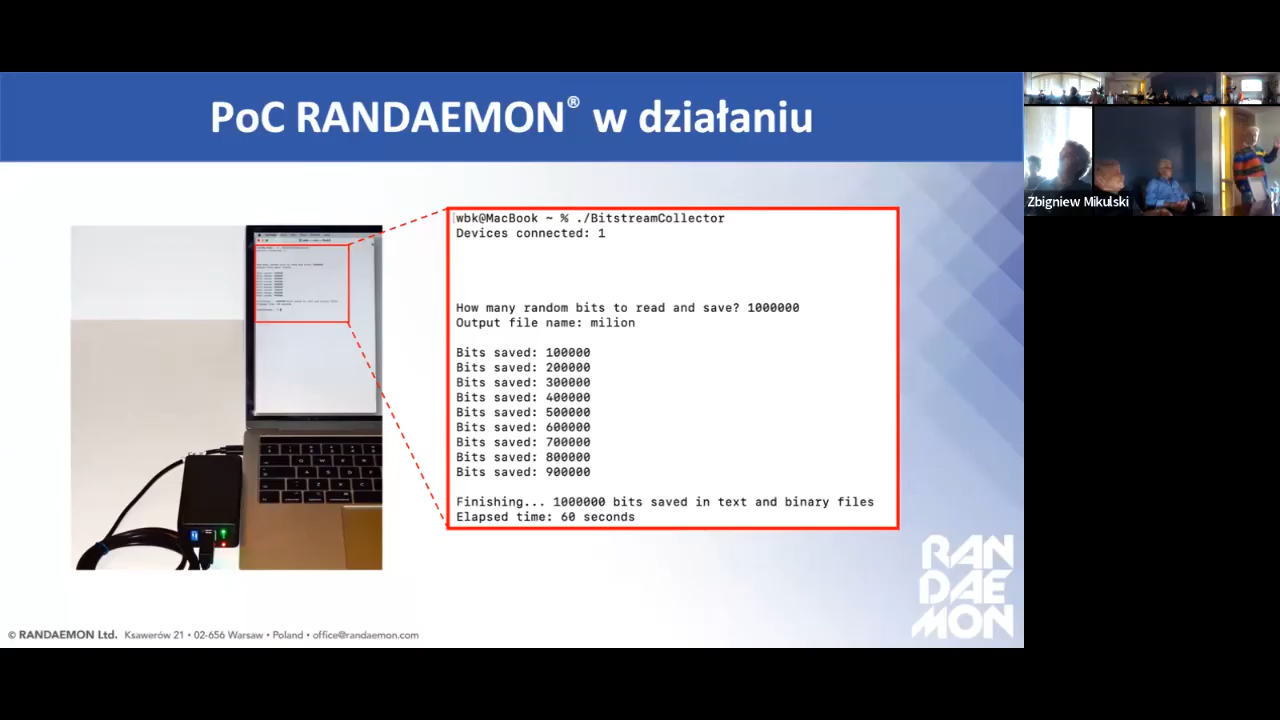 PoC RANDAEMON® w działaniu
wbk@MacBook ~ % ./BitstreamCollector
Devices connected: 1
How many random bits to read and save? 1000000
Output file name: milion
Bits saved: 100000
Bits saved: 200000
Bits saved: 300000
Bits saved: 400000
Bits saved: 500000
Bits saved: 600000
Bits saved: 700000
Bits saved: 800000
Bits saved: 900000
Finishing... 1000000 bits saved in text and binary files
Elapsed time: 60 seconds
RAN
DAE
MON
© RANDAEMON Ltd. Ksawerów 21 • 02-656 Warsaw • Poland • office@randaemon.com
Zbigniew Mikulski